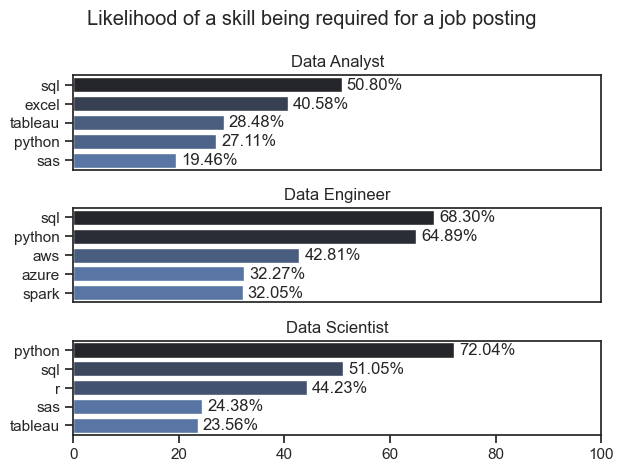 Likelihood of a skill being required for a job posting
Data Analyst
sql 50.80%
excel 40.58%
tableau 28.48%
python 27.11%
sas 19.46%
Data Engineer
sql 68.30%
python 64.89%
aws 42.81%
azure 32.27%
spark 32.05%
Data Scientist
python 72.04%
sql 51.05%
r 44.23%
sas 24.38%
tableau 23.56%
0 20 40 60 80 100